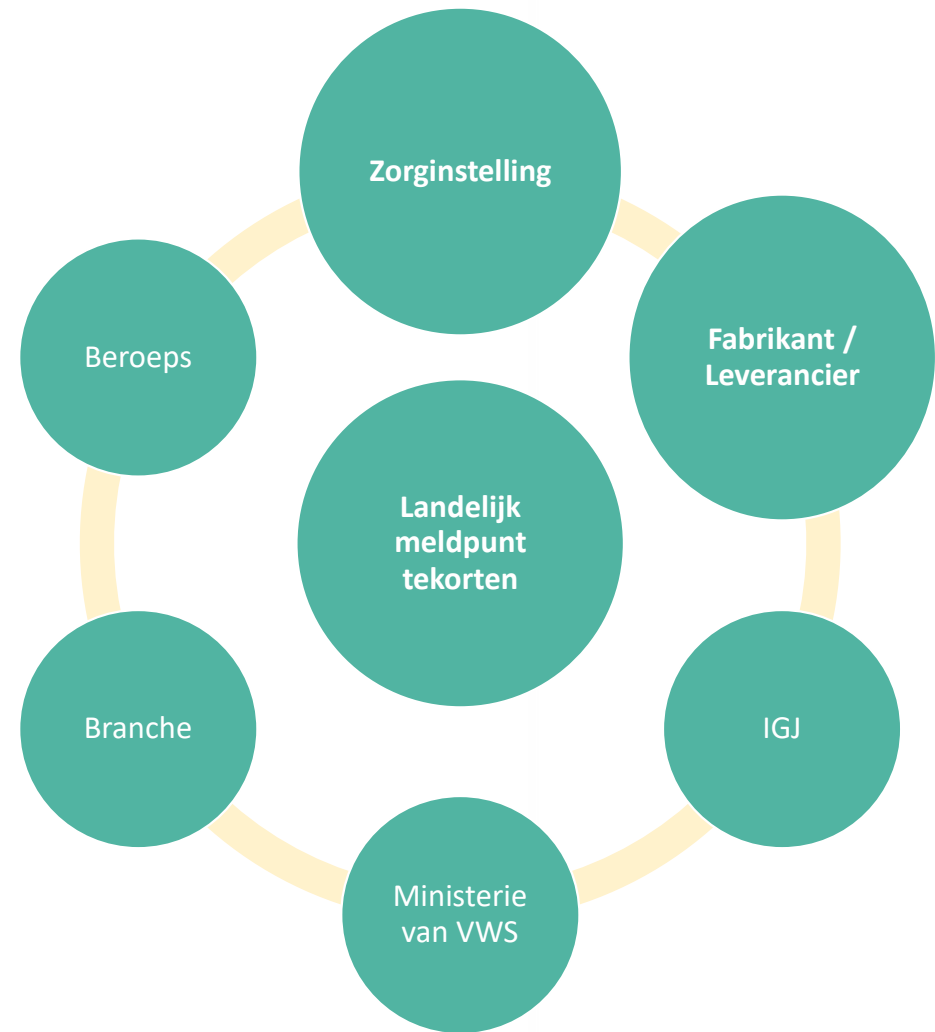 Zorginstelling
Fabrikant /
Leverancier
Beroeps
Landelijk
meldpunt
tekorten
Branche
IGJ
Ministerie
van VWS